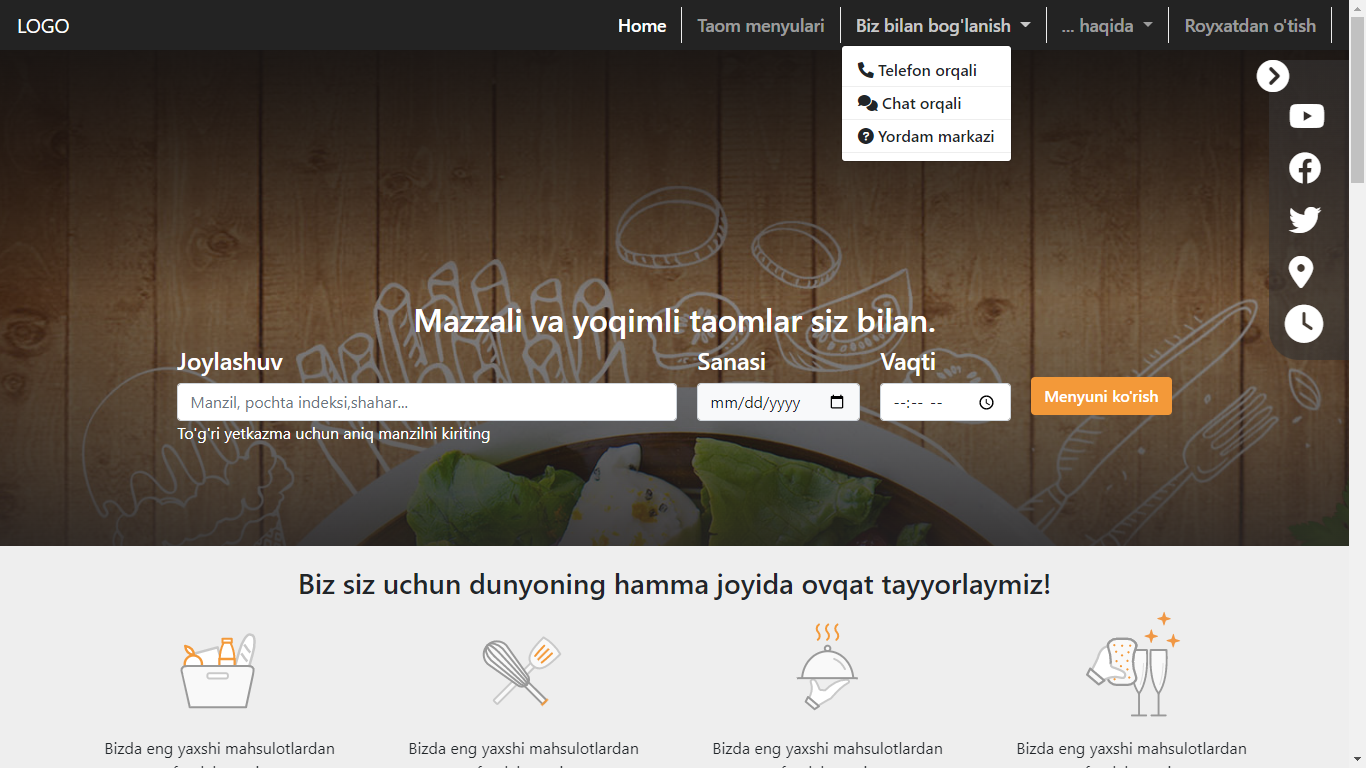 LOGO
Home
Taom menyulari
Biz bilan bog'lanish
... haqida
Royxatdan o'tish
Telefon orqali
Chat orqali
Yordam markazi
Mazzali va yoqimli taomlar siz bilan.
Joylashuv
Sanasi
Vaqti
Manzil, pochta indeksi,shahar...
mm/dd/yyyy
--:-- --
Menyuni ko'rish
To'g'ri yetkazma uchun aniq manzilni kiriting
Biz siz uchun dunyoning hamma joyida ovqat tayyorlaymiz!
Bizda eng yaxshi mahsulotlardan
Bizda eng yaxshi mahsulotlardan
Bizda eng yaxshi mahsulotlardan
Bizda eng yaxshi mahsulotlardan